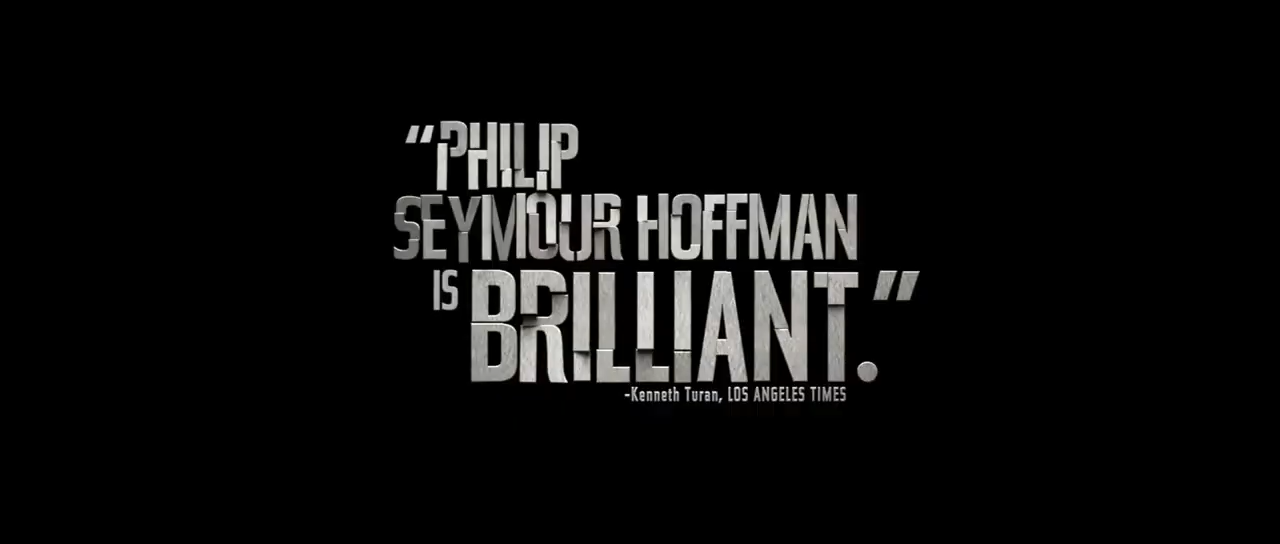 “PHILIP
SEYMOUR HOFFMAN
IS BRILLIANT.”
-Kenneth Turan, LOS ANGELES TIMES